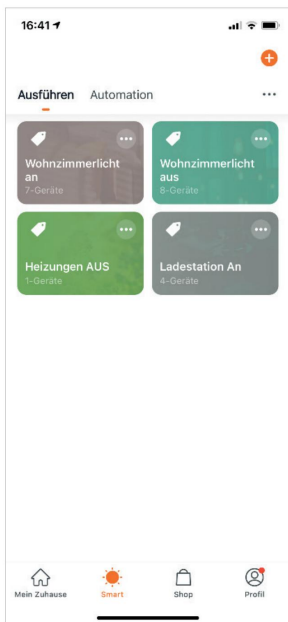 16:41
Ausführen Automation
Wohnzimmerlicht
an
7-Geräte
Wohnzimmerlicht
aus
8-Geräte
Heizungen AUS
1-Geräte
Ladestation An
4-Geräte
Mein Zuhause Smart Shop Profil